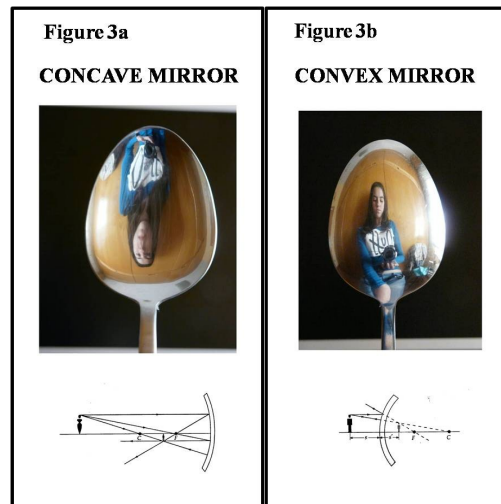 Figure 3a
CONCAVE MIRROR
Figure 3b
CONVEX MIRROR
C
F
C